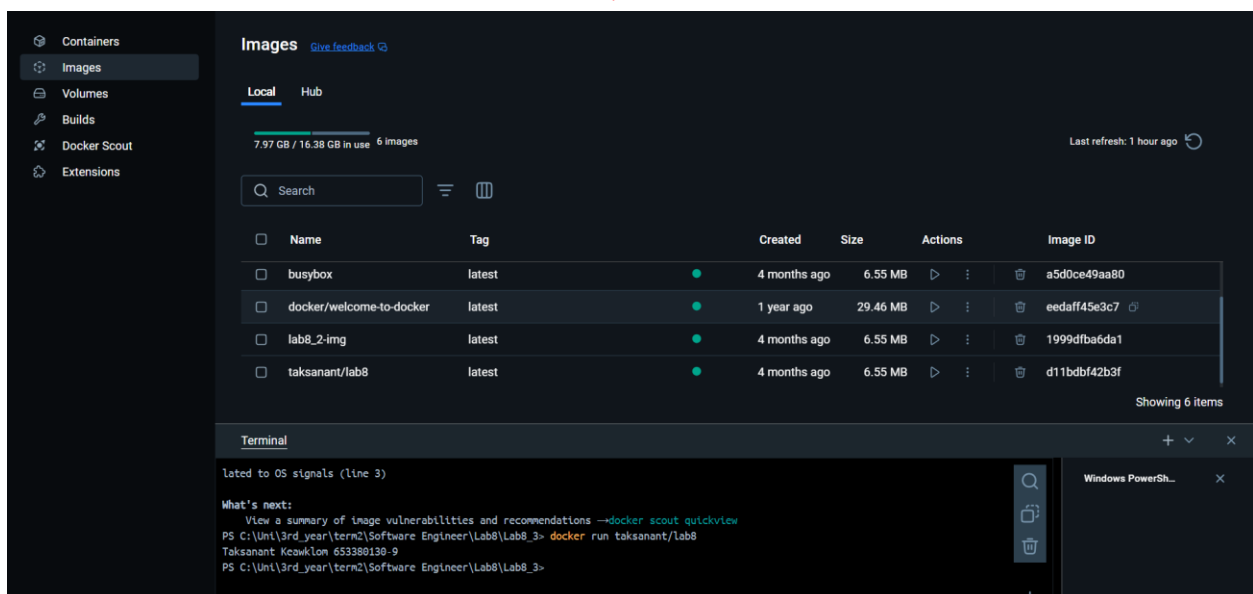 Containers
Images
Volumes
Builds
Docker Scout
Extensions
Images Give feedback
Local Hub
7.97 GB / 16.38 GB in use 6 images
Last refresh: 1 hour ago
Search
Name Tag Created Size Actions Image ID
busybox latest 4 months ago 6.55 MB a5d0ce49aa80
docker/welcome-to-docker latest 1 year ago 29.46 MB eedaff45e3c7
lab8_2-img latest 4 months ago 6.55 MB 1999dfba6da1
taksanant/lab8 latest 4 months ago 6.55 MB d11bdbf42b3f
Showing 6 items
Terminal
lated to OS signals (line 3)
What's next:
View a summary of image vulnerabilities and recommendations →docker scout quickview
PS C:\Uni\3rd_year\term2\Software Engineer\Lab8\Lab8_3> docker run taksanant/lab8
Taksanant Keawklom 653380130-9
PS C:\Uni\3rd_year\term2\Software Engineer\Lab8\Lab8_3>
Windows PowerSh...